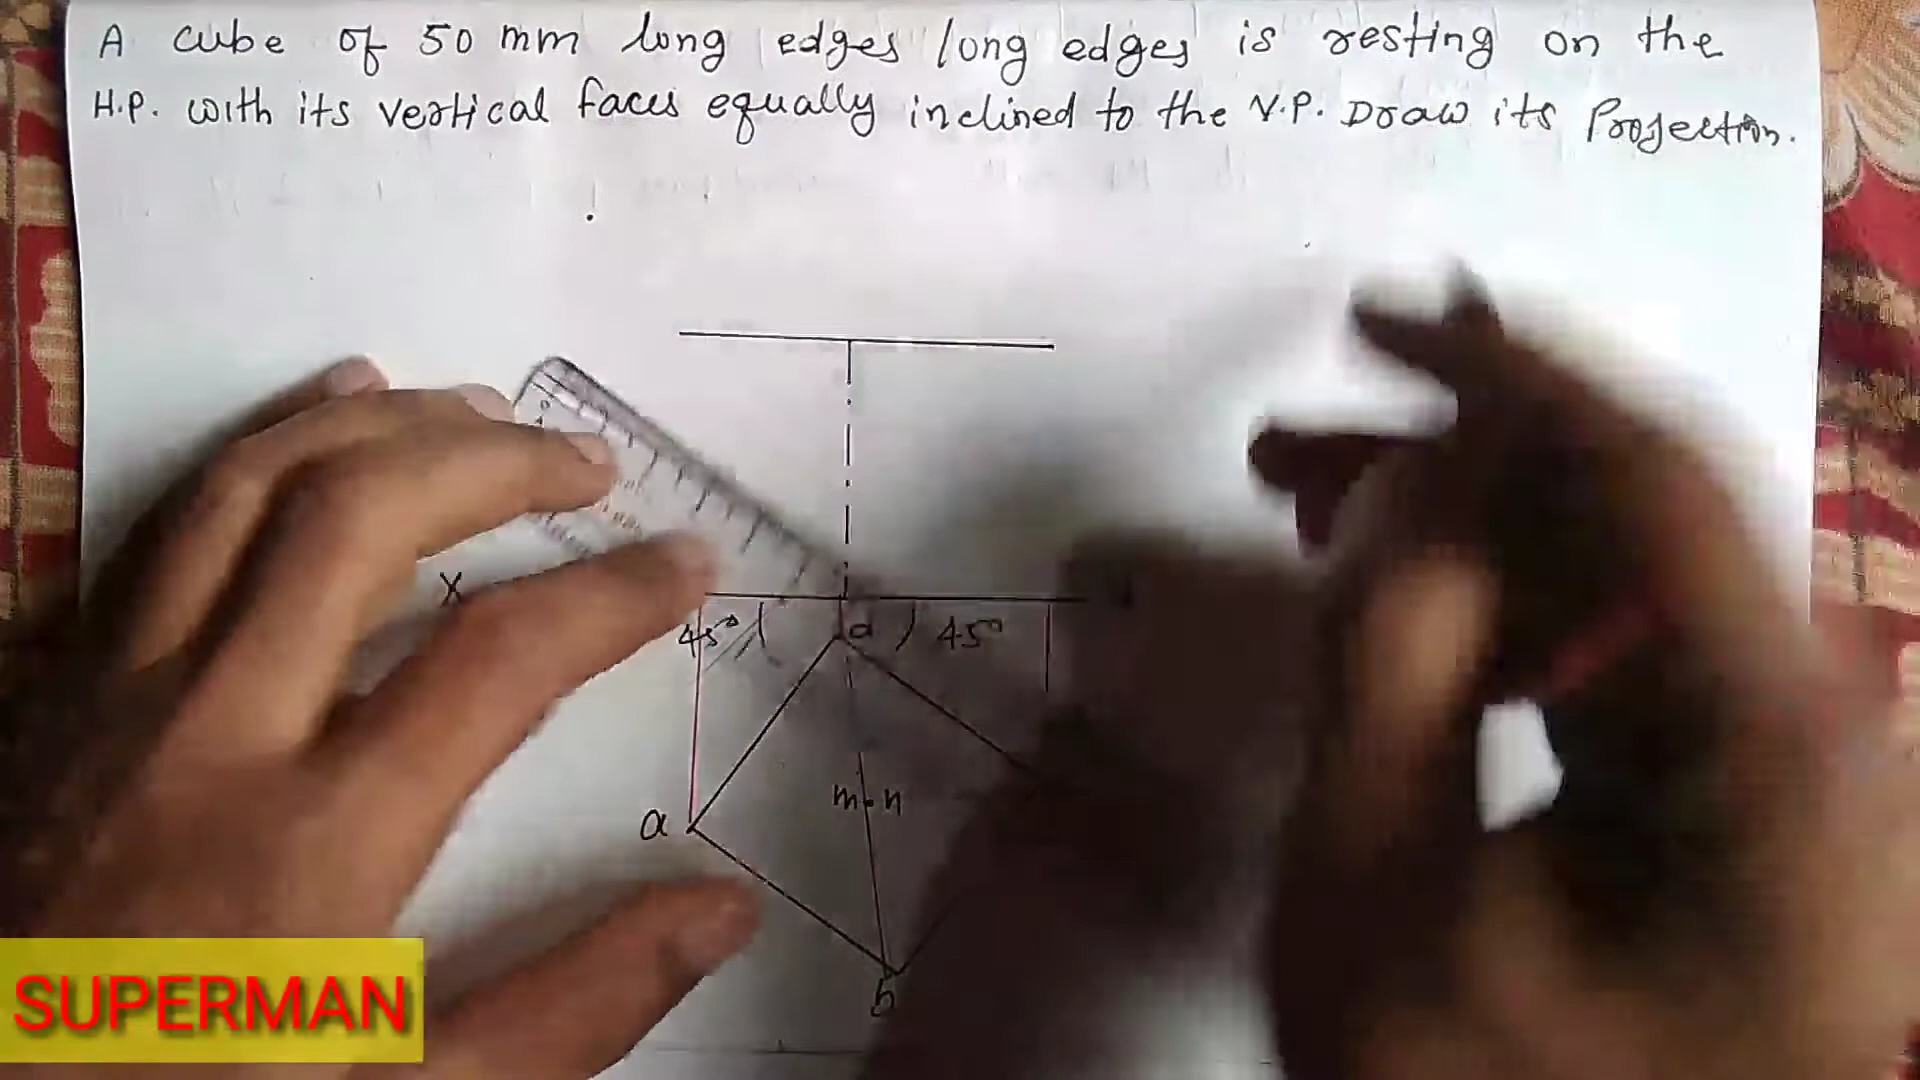 A cube of 50 mm long edges long edges is resting on the
H.P. with its vertical faces equally inclined to the V.P. Draw its Projection.
X
45° d 45°
m n
a
b
SUPERMAN